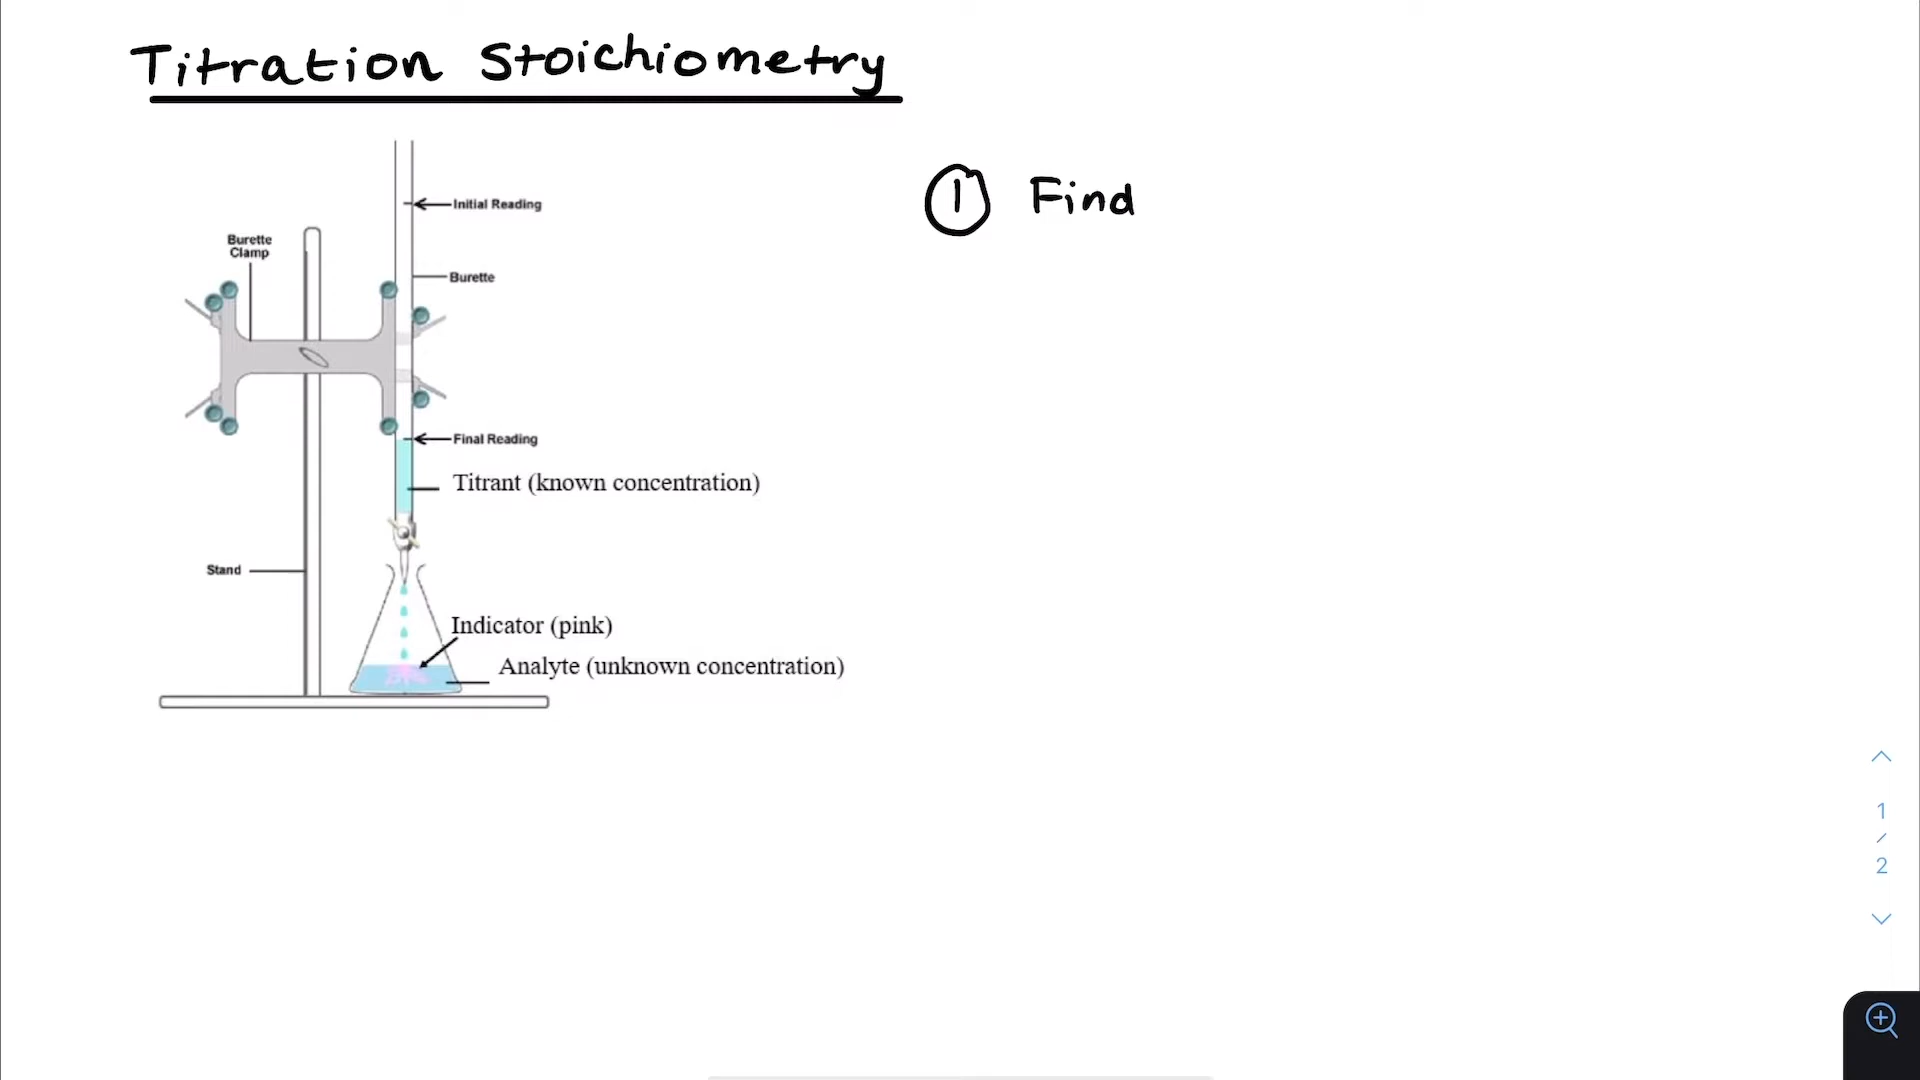 Titration Stoichiometry
① Find
Initial Reading
Burette
Clamp
Burette
Final Reading
Titrant (known concentration)
Stand
Indicator (pink)
Analyte (unknown concentration)
1
/
2